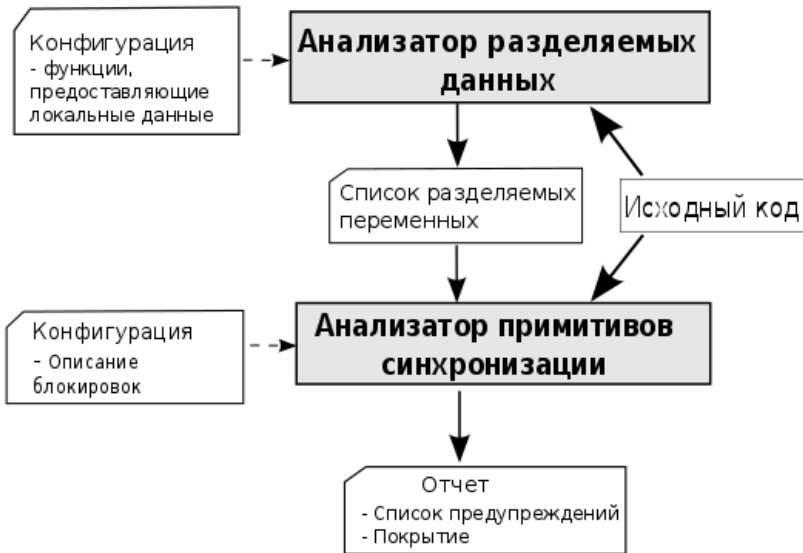 Конфигурация
- функции,
предоставляющие
локальные данные
Анализатор разделяемых
данных
Список разделяемых
переменных
Исходный код
Конфигурация
- Описание
блокировок
Анализатор примитивов
синхронизации
Отчет
- Список предупреждений
- Покрытие